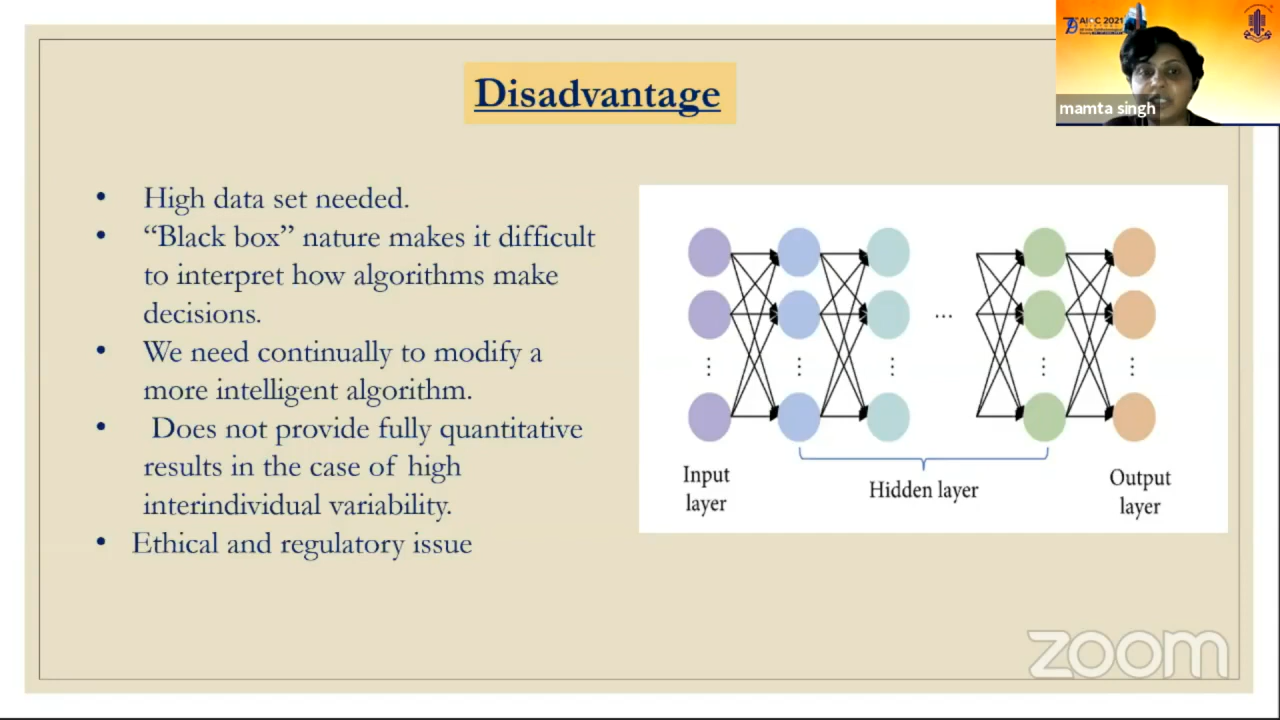 AIOC 2021
mamta singh
Disadvantage
• High data set needed.
• “Black box” nature makes it difficult
to interpret how algorithms make
decisions.
• We need continually to modify a
more intelligent algorithm.
• Does not provide fully quantitative
results in the case of high
interindividual variability.
• Ethical and regulatory issue
...
Input
layer
Hidden layer
Output
layer
zoom